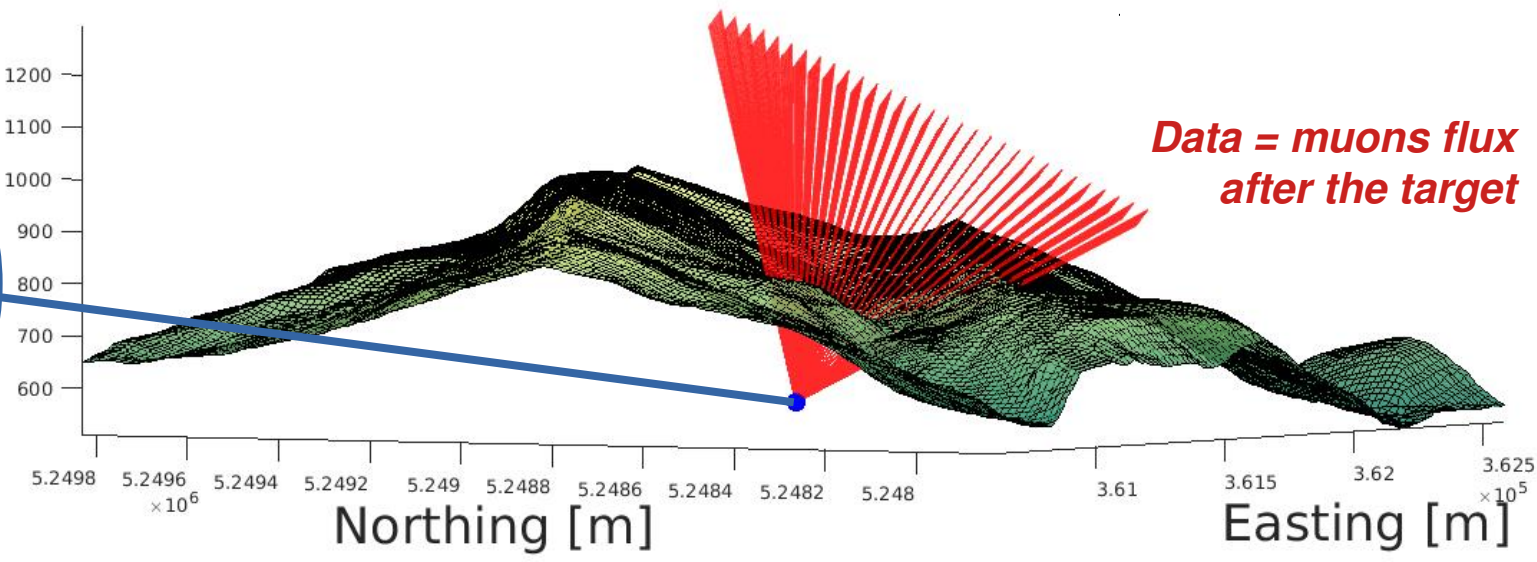 1200
1100
1000
900
800
700
600
Data = muons flux
after the target
5.2498 5.2496 5.2494 5.2492 5.249 5.2488 5.2486 5.2484 5.2482 5.248 3.61 3.615 3.62 3.625
×10⁶ ×10⁵
Northing [m] Easting [m]